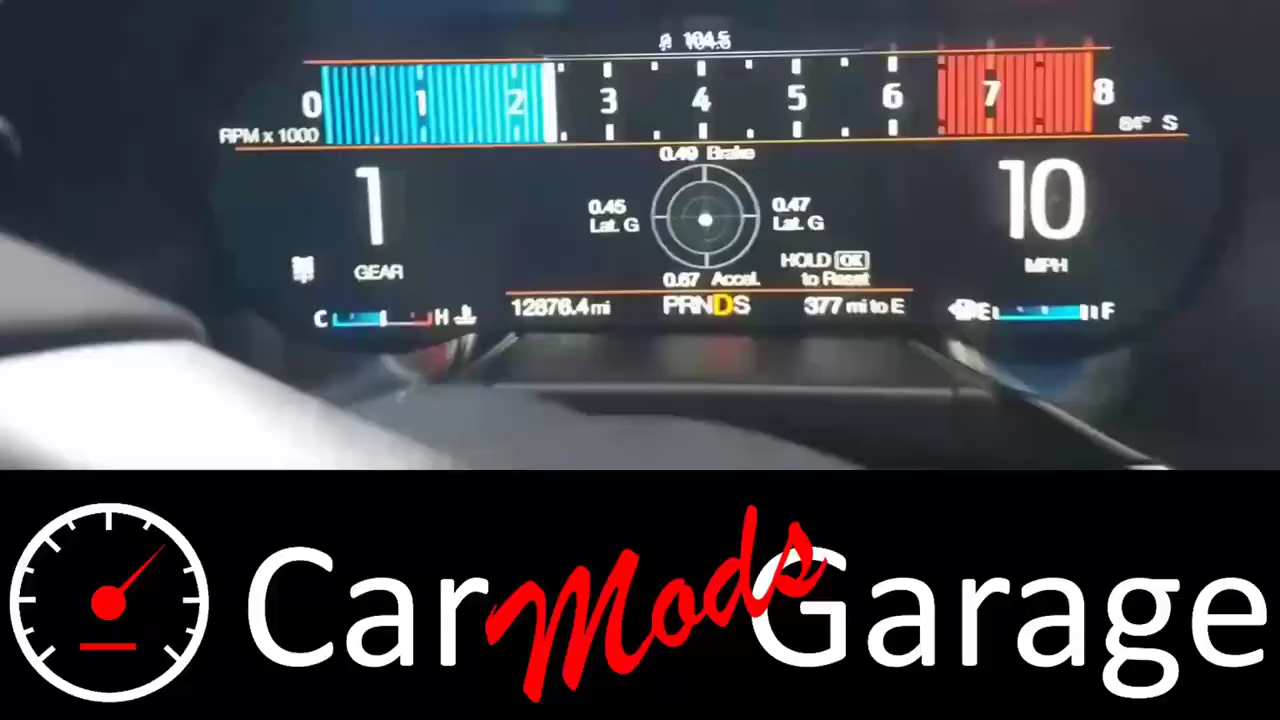 104.5
0 1 2 3 4 5 6 7 8
RPM x 1000
84° S
0.49 Brake
1
GEAR
0.45
Lat. G
0.47
Lat. G
10
MPH
HOLD OK
to Reset
0.67 Accel.
C H
12876.4 mi
PRNDS
377 mi to E
E F
Car Mods Garage